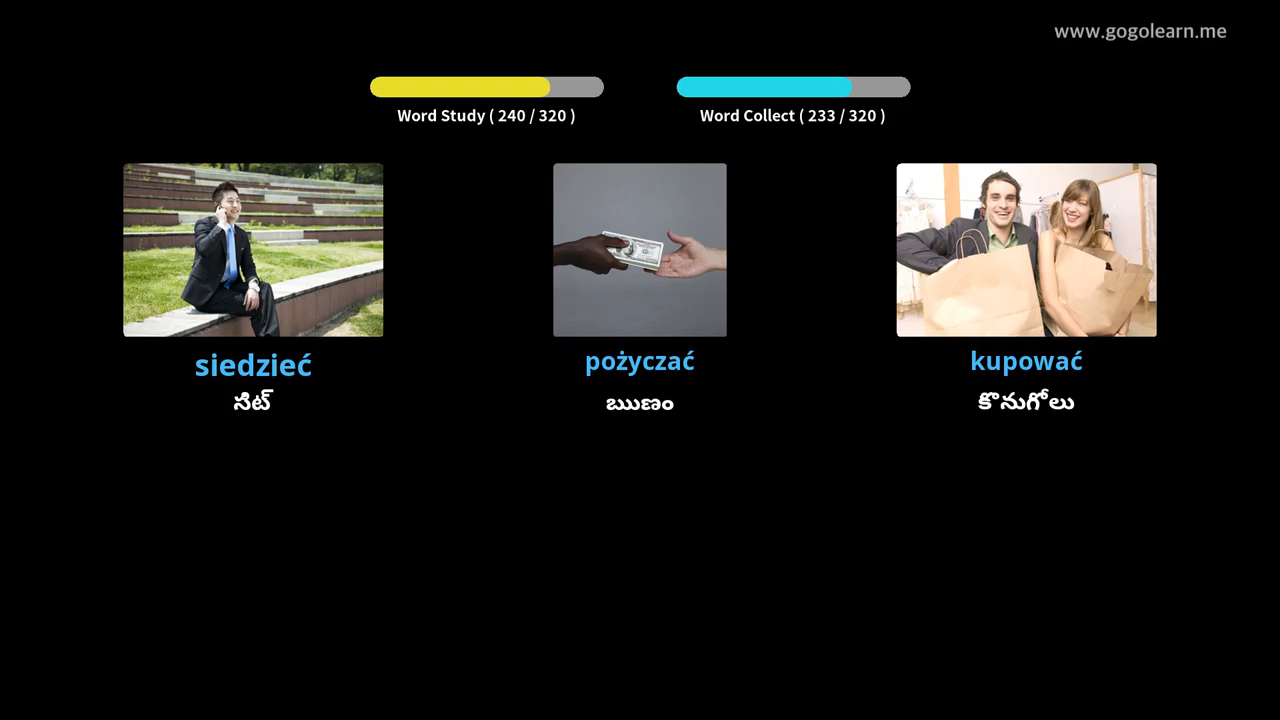 www.gogolearn.me
Word Study ( 240 / 320 )
Word Collect ( 233 / 320 )
siedzieć
pożyczać
kupować
సిట్
ఋణం
కొనుగోలు